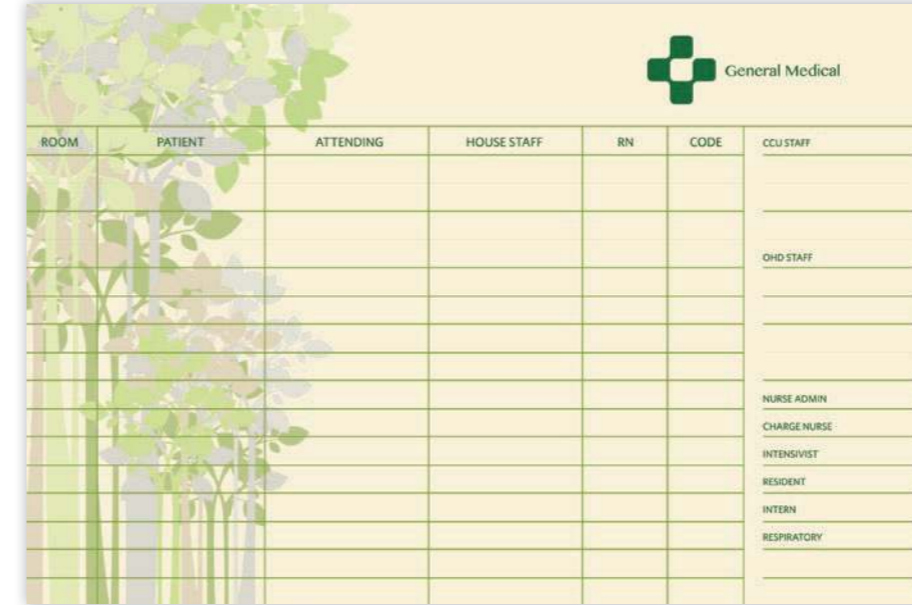 General Medical
ROOM PATIENT ATTENDING HOUSE STAFF RN CODE CCU STAFF
OHD STAFF
NURSE ADMIN
CHARGE NURSE
INTENSIVIST
RESIDENT
INTERN
RESPIRATORY